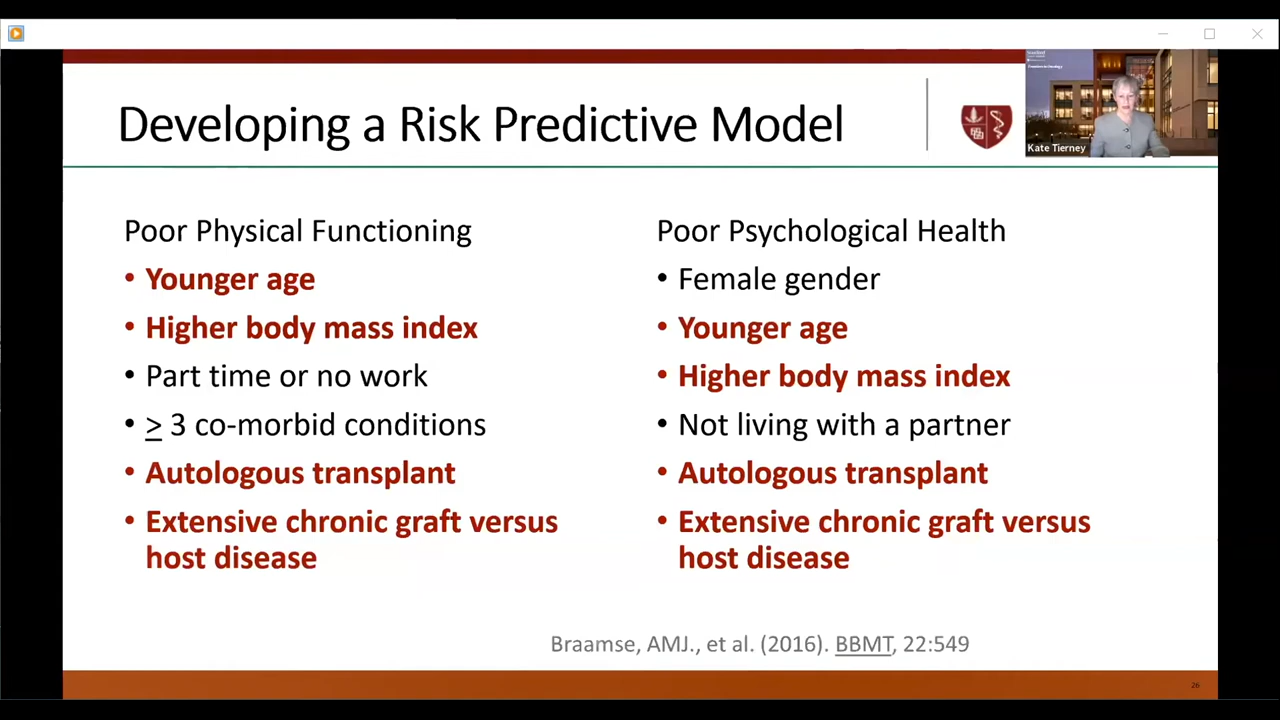 Developing a Risk Predictive Model
Kate Tierney
Poor Physical Functioning
• Younger age
• Higher body mass index
• Part time or no work
• ≥ 3 co-morbid conditions
• Autologous transplant
• Extensive chronic graft versus
host disease
Poor Psychological Health
• Female gender
• Younger age
• Higher body mass index
• Not living with a partner
• Autologous transplant
• Extensive chronic graft versus
host disease
Braamse, AMJ., et al. (2016). BBMT, 22:549
26